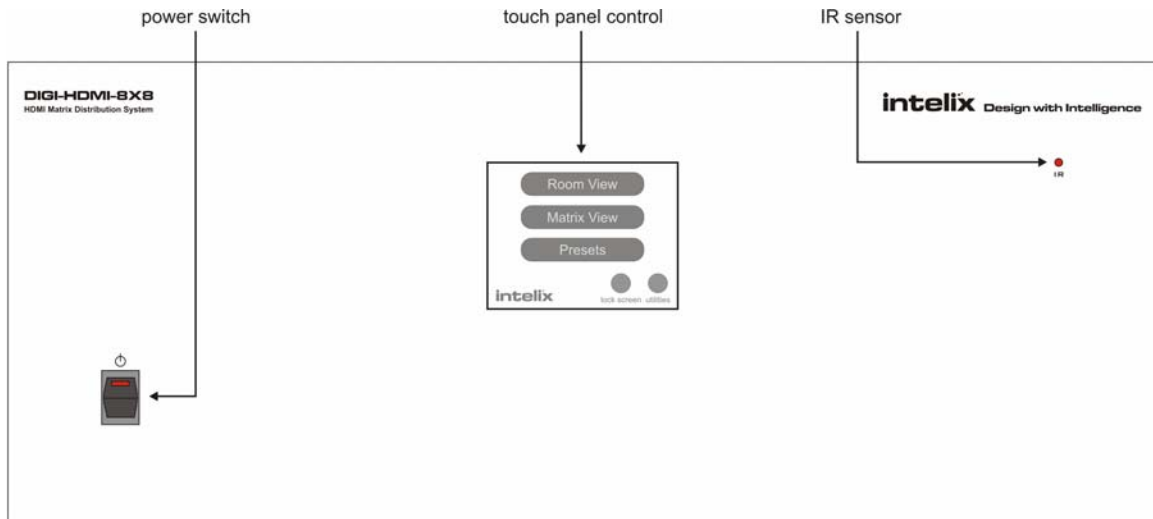 power switch
touch panel control
IR sensor
DIGI-HDMI-8X8
HDMI Matrix Distribution System
intelix Design with Intelligence
IR
Room View
Matrix View
Presets
lock screen utilities
intelix